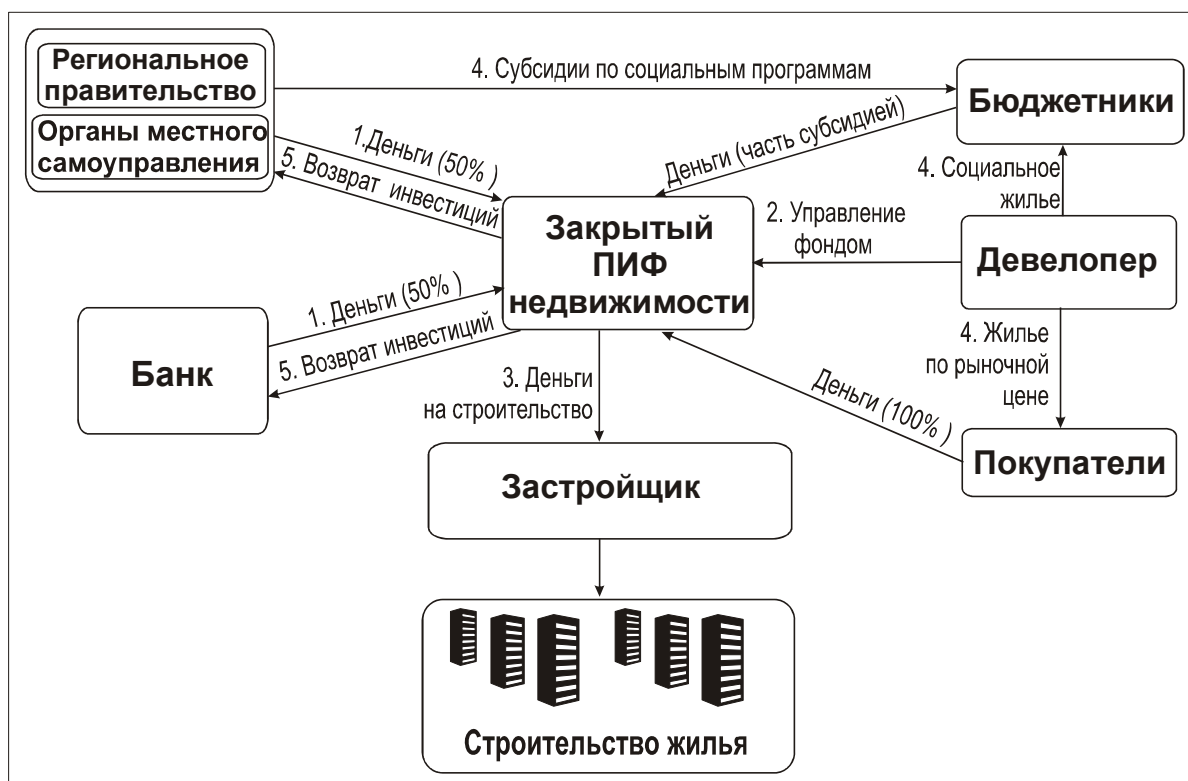 Региональное
правительство
Органы местного
самоуправления
4. Субсидии по социальным программам
Бюджетники
1.Деньги (50% )
5. Возврат инвестиций
Деньги (часть субсидией)
4. Социальное
жилье
Закрытый
ПИФ
недвижимости
2. Управление
фондом
Девелопер
Банк
1. Деньги (50% )
5. Возврат инвестиций
3. Деньги
на строительство
4. Жилье
по рыночной
цене
Деньги (100% )
Покупатели
Застройщик
Строительство жилья